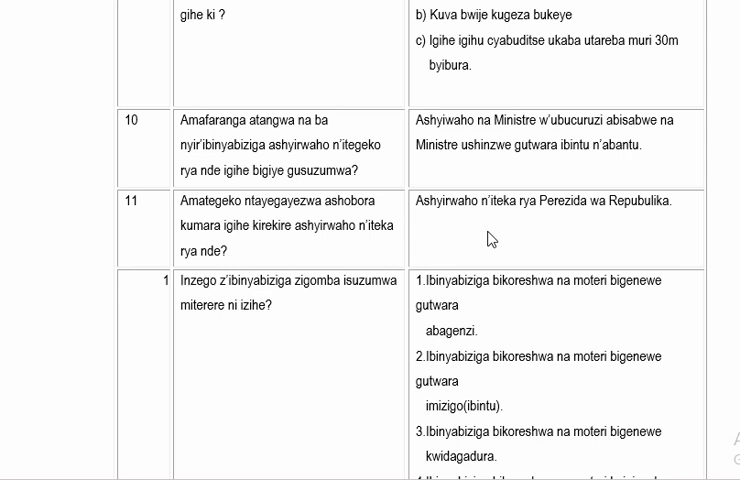 gihe ki ?
b) Kuva bwije kugeza bukeye
c) Igihe igihu cyabuditse ukaba utareba muri 30m
byibura.
10
Amafaranga atangwa na ba
nyir'ibinyabiziga ashyirwaho n'itegeko
rya nde igihe bigiye gusuzumwa?
Ashyiwaho na Ministre w'ubucuruzi abisabwe na
Ministre ushinzwe gutwara ibintu n'abantu.
11
Amategeko ntayegayezwa ashobora
kumara igihe kirekire ashyirwaho n'iteka
rya nde?
Ashyirwaho n'iteka rya Perezida wa Repubulika.
1
Inzego z'ibinyabiziga zigomba isuzumwa
miterere ni izihe?
1.Ibinyabiziga bikoreshwa na moteri bigenewe
gutwara
abagenzi.
2.Ibinyabiziga bikoreshwa na moteri bigenewe
gutwara
imizigo(ibintu).
3.Ibinyabiziga bikoreshwa na moteri bigenewe
kwidagadura.